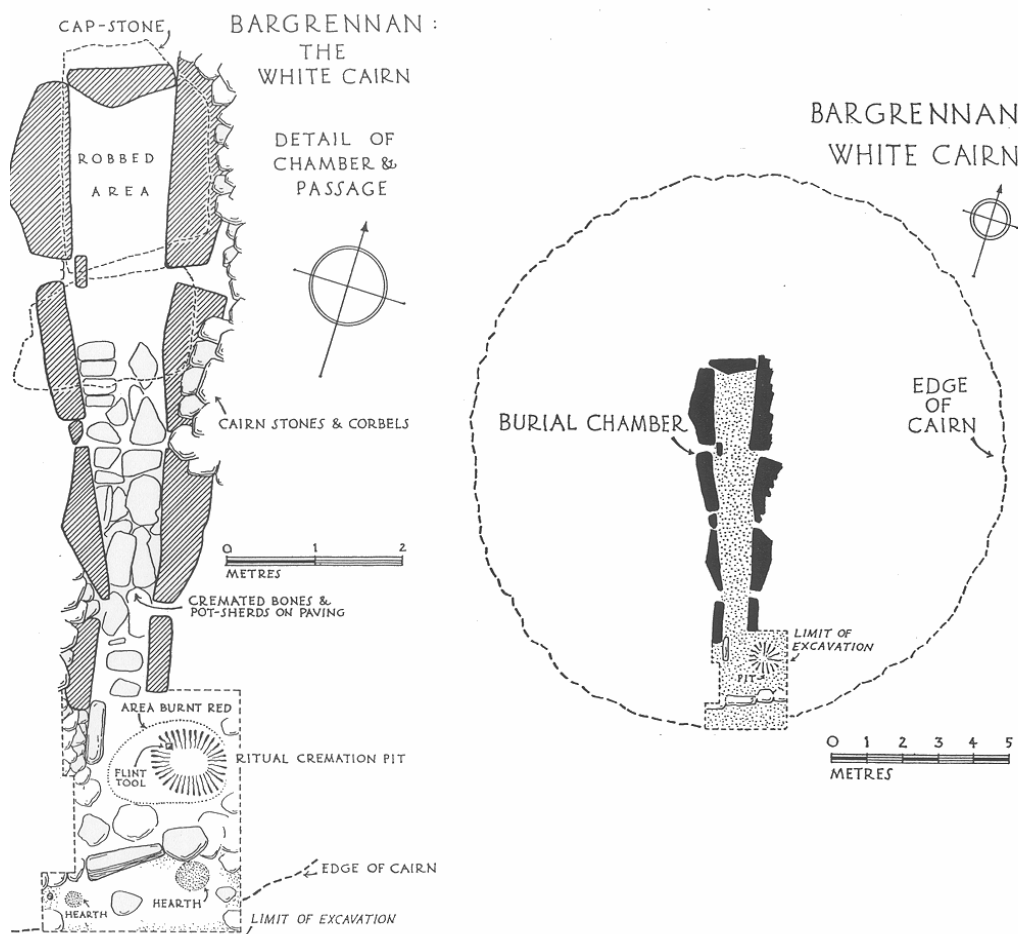 CAP-STONE
BARGRENNAN :
THE
WHITE CAIRN
DETAIL OF
CHAMBER &
PASSAGE
ROBBED
AREA
CAIRN STONES & CORBELS
0 1 2
METRES
CREMATED BONES &
POT-SHERDS ON PAVING
AREA BURNT RED
RITUAL CREMATION PIT
FLINT
TOOL
EDGE OF CAIRN
HEARTH
HEARTH
LIMIT OF EXCAVATION
BARGRENNAN
WHITE CAIRN
BURIAL CHAMBER
EDGE
OF
CAIRN
LIMIT OF
EXCAVATION
PIT
0 1 2 3 4 5
METRES